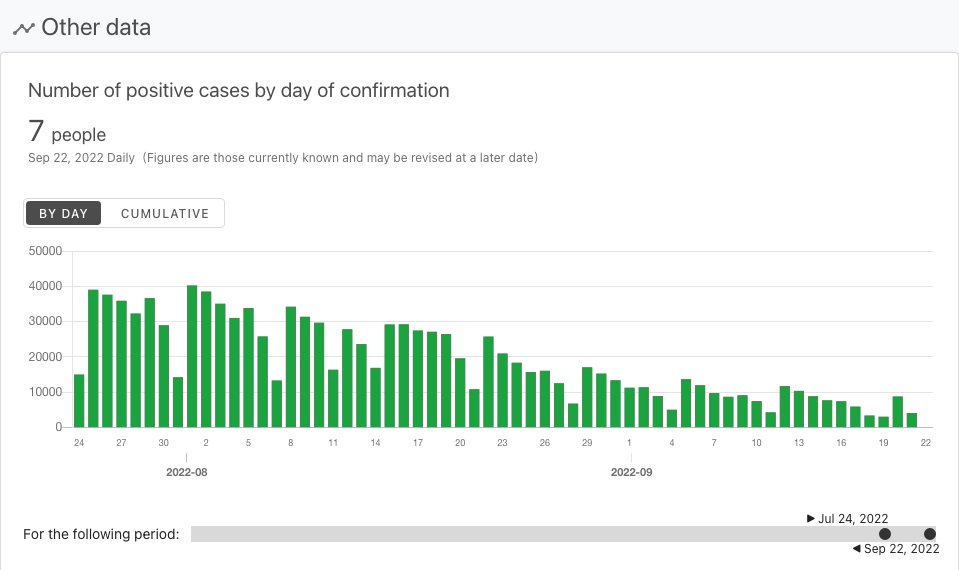 Other data
Number of positive cases by day of confirmation
7 people
Sep 22, 2022 Daily (Figures are those currently known and may be revised at a later date)
BY DAY CUMULATIVE
50000
40000
30000
20000
10000
0
24 27 30 2 5 8 11 14 17 20 23 26 29 1 4 7 10 13 16 19 22
2022-08 2022-09
▶ Jul 24, 2022
For the following period:
◀ Sep 22, 2022